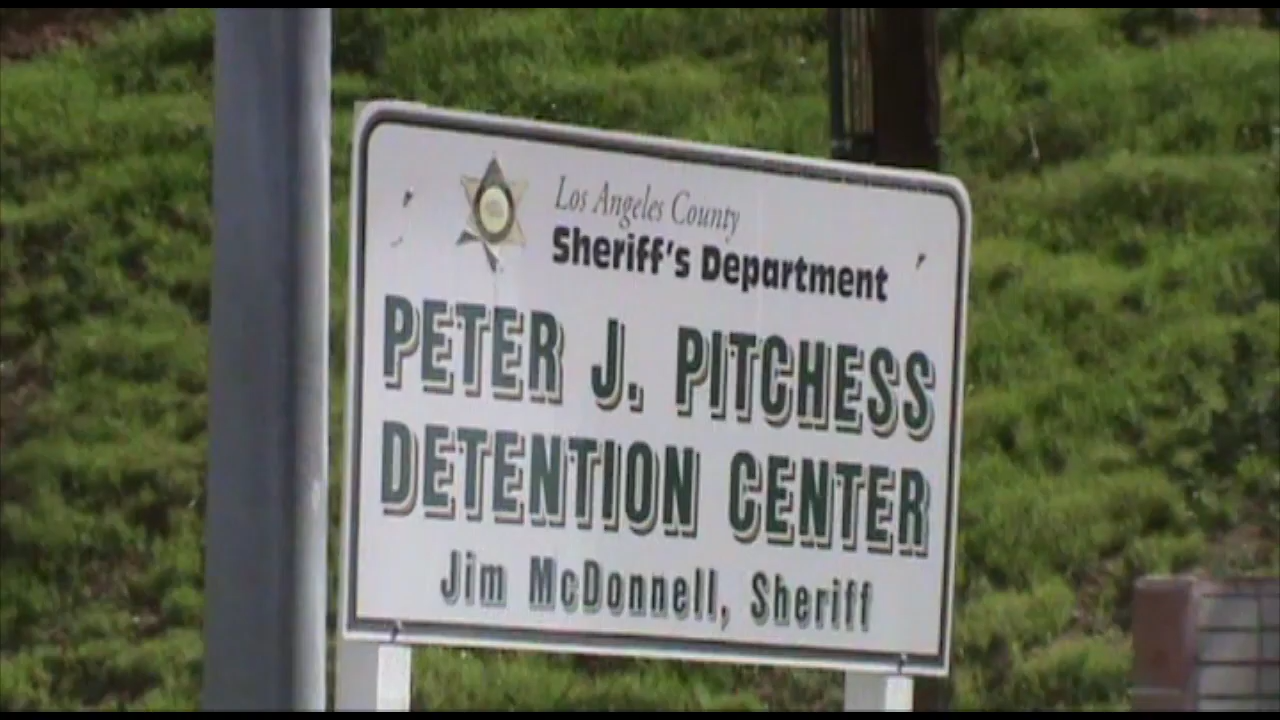 Los Angeles County
Sheriff's Department
PETER J. PITCHESS
DETENTION CENTER
Jim McDonnell, Sheriff